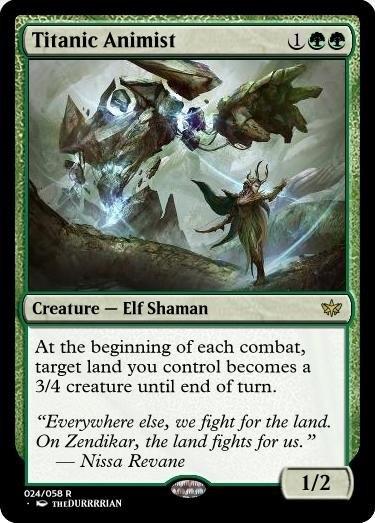 Titanic Animist 1
Creature — Elf Shaman
At the beginning of each combat,
target land you control becomes a
3/4 creature until end of turn.
“Everywhere else, we fight for the land.
On Zendikar, the land fights for us.”
— Nissa Revane
1/2
024/058 R
· THEDURRRRIAN